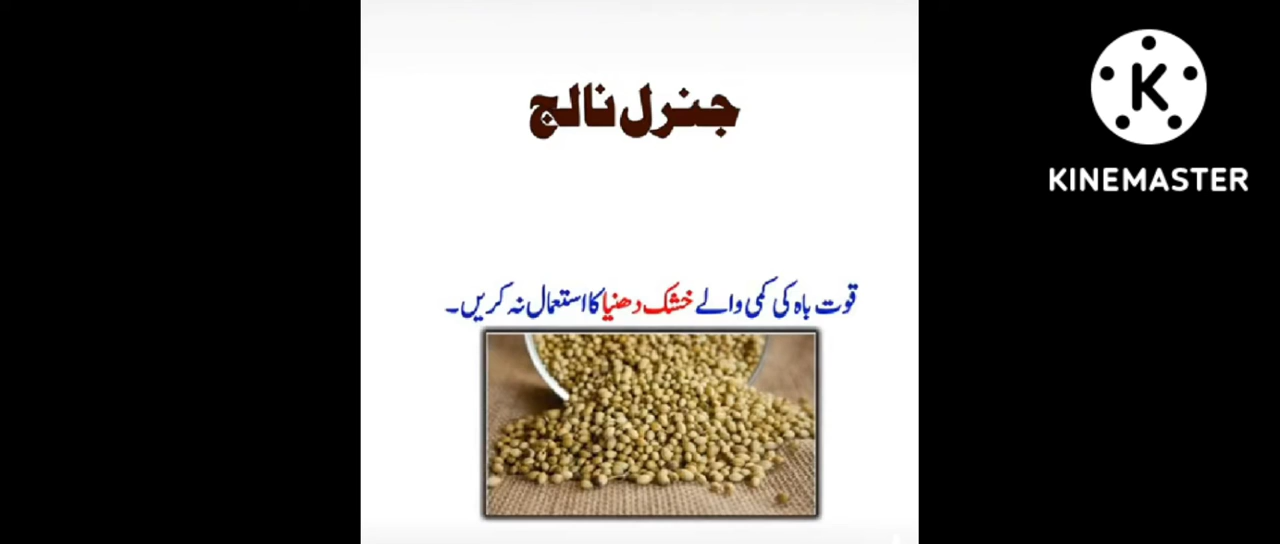 جنرل نالج
KINEMASTER
قوت باہ کی کمی والے خشک دھنیا کا استعمال نہ کریں۔